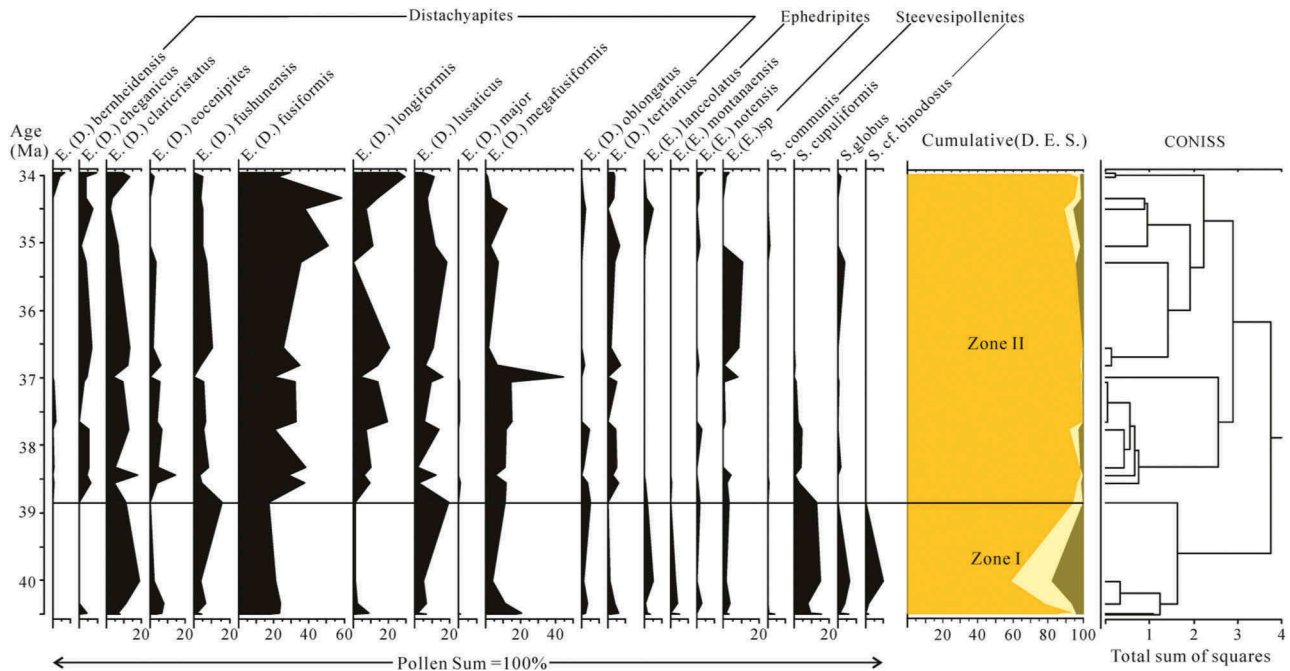 Distachyapites Ephedripites Steevesipollenites
E. (D.) bernheidensis
E. (D.) cheganicus
E. (D.) claricristatus
E. (D.) eocenipites
E. (D.) fushunensis
E. (D.) fusiformis
E. (D.) longiformis
E. (D.) lusaticus
E. (D.) major
E. (D.) megafusiformis
E. (D.) oblongatus
E. (D.) tertiarius
E. (E.) lanceolatus
E. (E.) montanaensis
E. (E.) notensis
E. (E.)sp
S. communis
S. cupuliformis
S.globus
S. cf. binodosus
Age
(Ma)
Cumulative(D. E. S.) CONISS
34
35
36
37
38
39
40
Zone II
Zone I
20 20 20 20 20 40 60 20 20 20 40 20 20 20 20 40 60 80 100 1 2 3 4
Pollen Sum =100% Total sum of squares